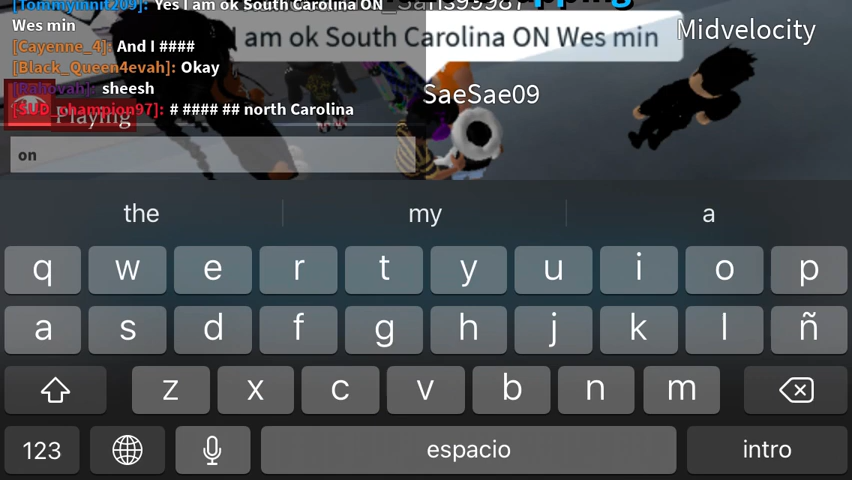 [Tommyinnit209]: Yes I am ok South Carolina ON
Wes min
I am ok South Carolina ON Wes min
Midvelocity
[Cayenne_4]: And I ####
[Black_Queen4evah]: Okay
sheesh
SaeSae09
# #### ## north Carolina
Playing
on
the my a
q w e r t y u i o p
a s d f g h j k l ñ
z x c v b n m
123 espacio intro